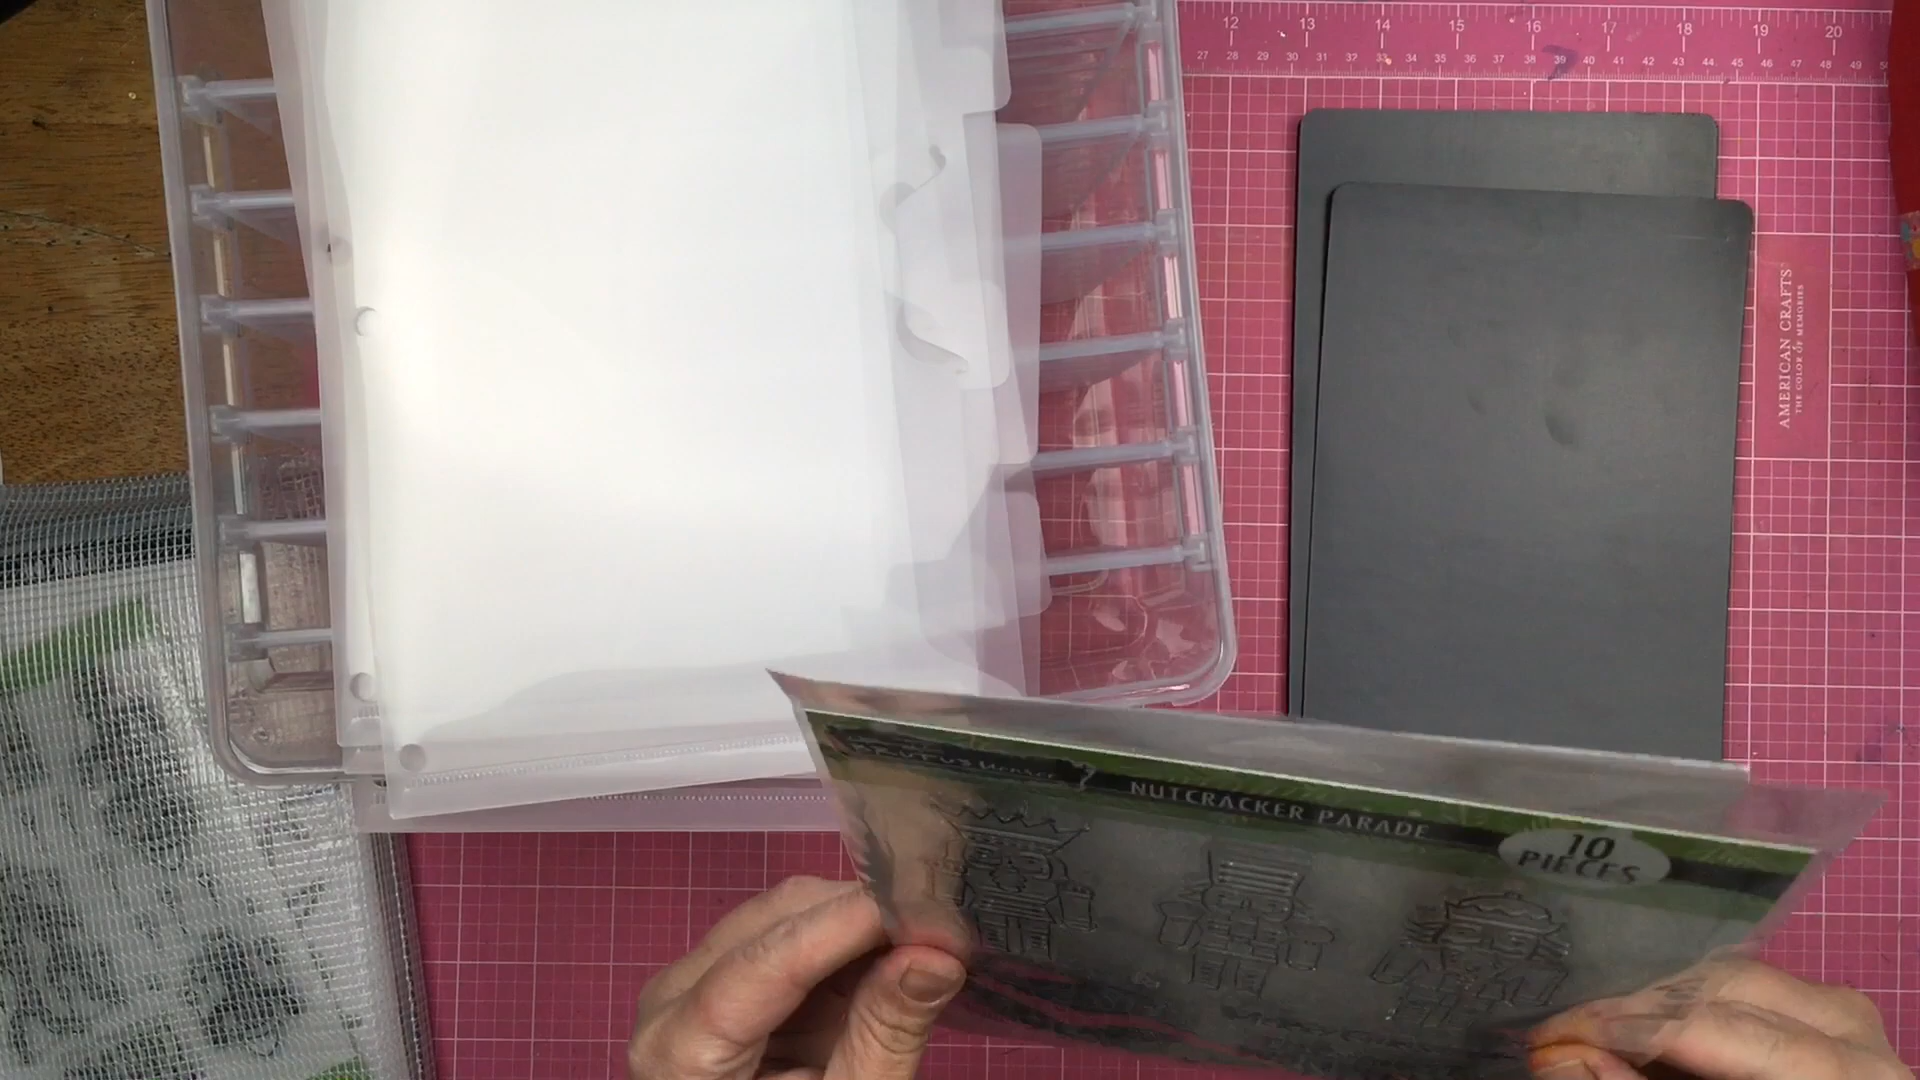 12 13 14 15 16 17 18 19 20
27 28 29 30 31 32 33 34 35 36 37 38 39 40 41 42 43 44 45 46 47 48 49
AMERICAN CRAFTS
THE COLOR OF MEMORIES
NUTCRACKER PARADE
10
PIECES